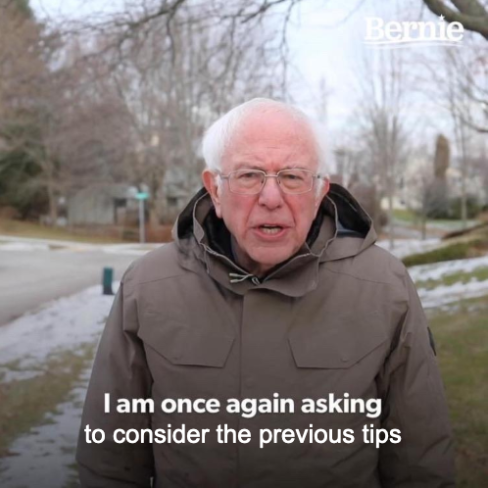 Bernie
I am once again asking
to consider the previous tips